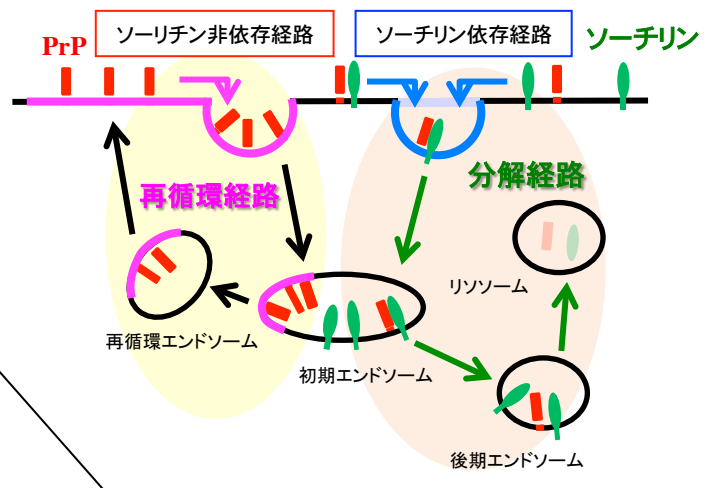 PrP
ソーリチン非依存経路
ソーチリン依存経路
ソーチリン
再循環経路
分解経路
リソソーム
再循環エンドソーム
初期エンドソーム
後期エンドソーム